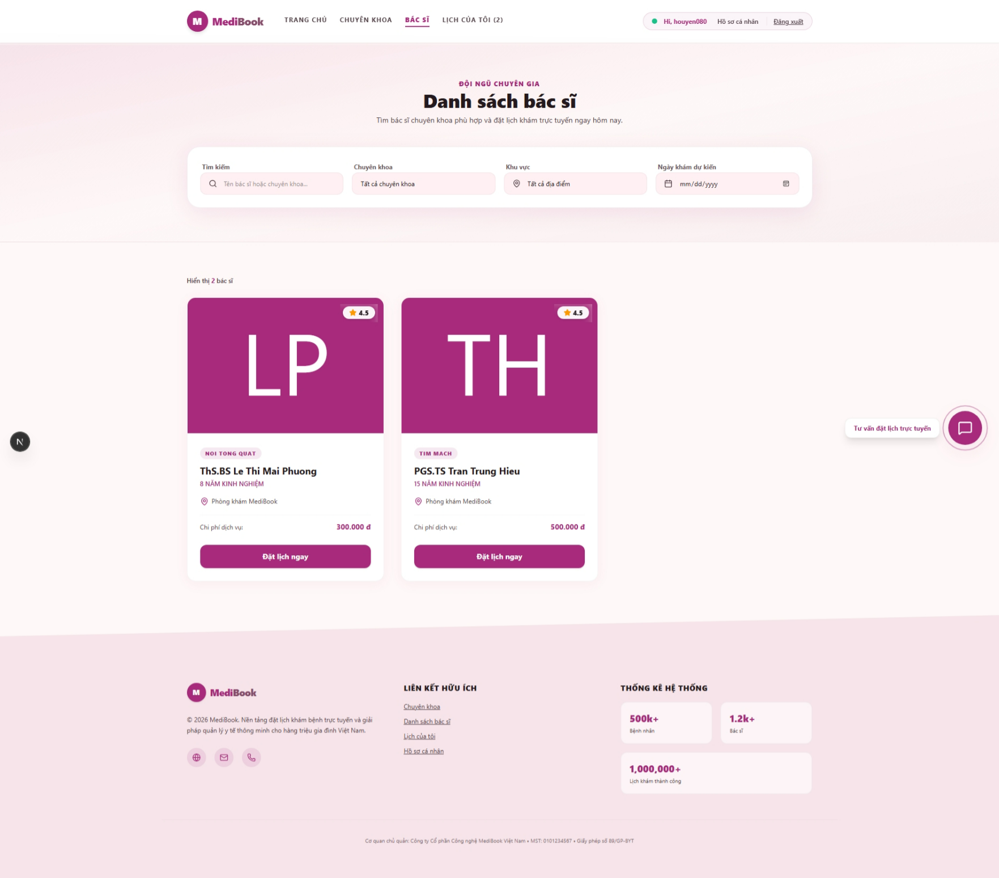 M MediBook
TRANG CHỦ
CHUYÊN KHOA
BÁC SĨ
LỊCH CỦA TÔI (2)
Hi, houyen080
Hồ sơ cá nhân
Đăng xuất
ĐỘI NGŨ CHUYÊN GIA
Danh sách bác sĩ
Tìm bác sĩ chuyên khoa phù hợp và đặt lịch khám trực tuyến ngay hôm nay.
Tìm kiếm
Tên bác sĩ hoặc chuyên khoa...
Chuyên khoa
Tất cả chuyên khoa
Khu vực
Tất cả địa điểm
Ngày khám dự kiến
mm/dd/yyyy
Hiển thị 2 bác sĩ
4.5
LP
NOI TONG QUAT
ThS.BS Le Thi Mai Phuong
8 NĂM KINH NGHIỆM
Phòng khám MediBook
Chi phí dịch vụ:
300.000 đ
Đặt lịch ngay
4.5
TH
TIM MACH
PGS.TS Tran Trung Hieu
15 NĂM KINH NGHIỆM
Phòng khám MediBook
Chi phí dịch vụ:
500.000 đ
Đặt lịch ngay
N
Tư vấn đặt lịch trực tuyến
M MediBook
© 2026 MediBook. Nền tảng đặt lịch khám bệnh trực tuyến và giải
pháp quản lý y tế thông minh cho hàng triệu gia đình Việt Nam.
LIÊN KẾT HỮU ÍCH
Chuyên khoa
Danh sách bác sĩ
Lịch của tôi
Hồ sơ cá nhân
THỐNG KÊ HỆ THỐNG
500k+
Bệnh nhân
1.2k+
Bác sĩ
1,000,000+
Lịch khám thành công
Cơ quan chủ quản: Công ty Cổ phần Công nghệ MediBook Việt Nam • MST: 0101234567 • Giấy phép số 89/GP-BYT